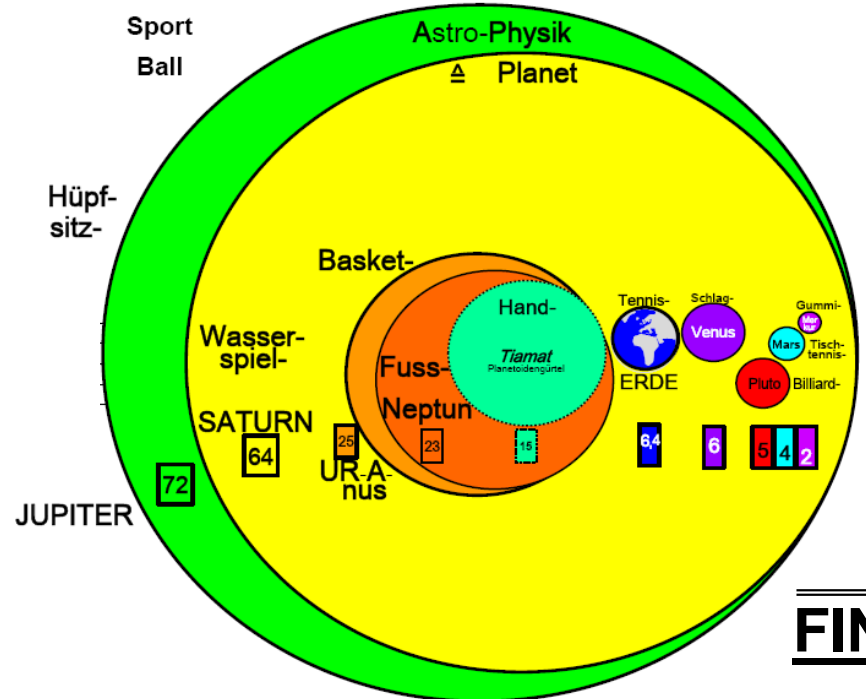 Sport
Ball
Astro-Physik
≙ Planet
Hüpf-
sitz-
Basket-
Hand-
Tennis-
Schlag-
Gummi-
Mer
kur
Venus
Mars
Tisch-
tennis-
Wasser-
spiel-
Tiamat
Planetoidengürtel
Fuss-
ERDE
Pluto
Billiard-
Neptun
SATURN
64
25
23
15
6,4
6
5
4
2
UR-A-
nus
72
JUPITER
FIN